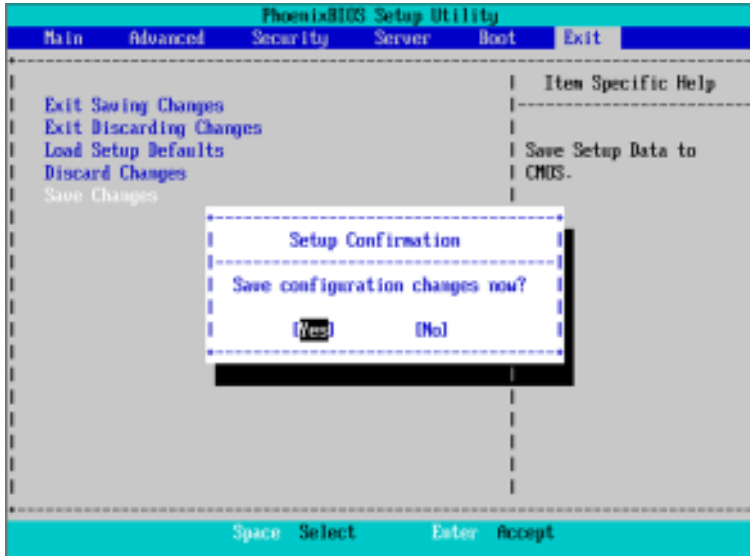 PhoenixBIOS Setup Utility
Main Advanced Security Server Boot Exit
Item Specific Help
Exit Saving Changes
Exit Discarding Changes
Load Setup Defaults
Discard Changes
Save Changes
Save Setup Data to
CMOS.
Setup Confirmation
Save configuration changes now?
[Yes] [No]
Space Select Enter Accept